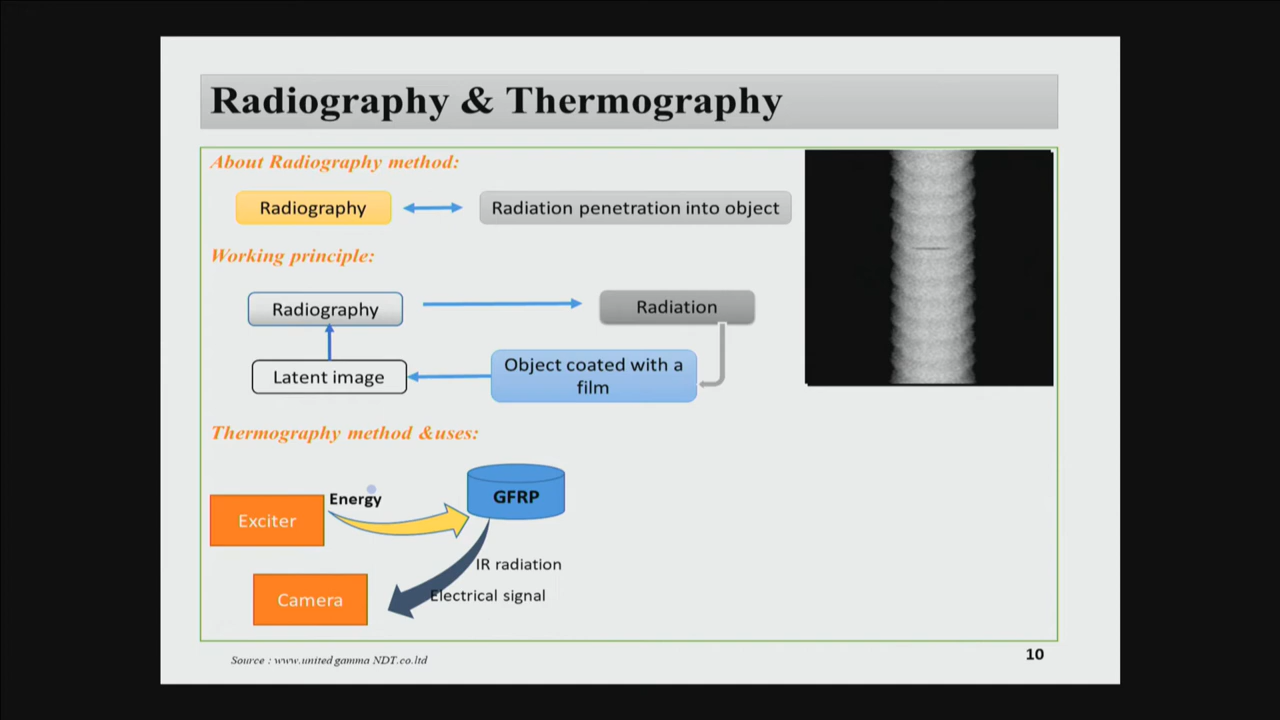 Radiography & Thermography
About Radiography method:
Radiography
Radiation penetration into object
Working principle:
Radiography
Radiation
Object coated with a
film
Latent image
Thermography method &uses:
Exciter
Energy
GFRP
IR radiation
Electrical signal
Camera
Source : www.united gamma NDT.co.ltd
10